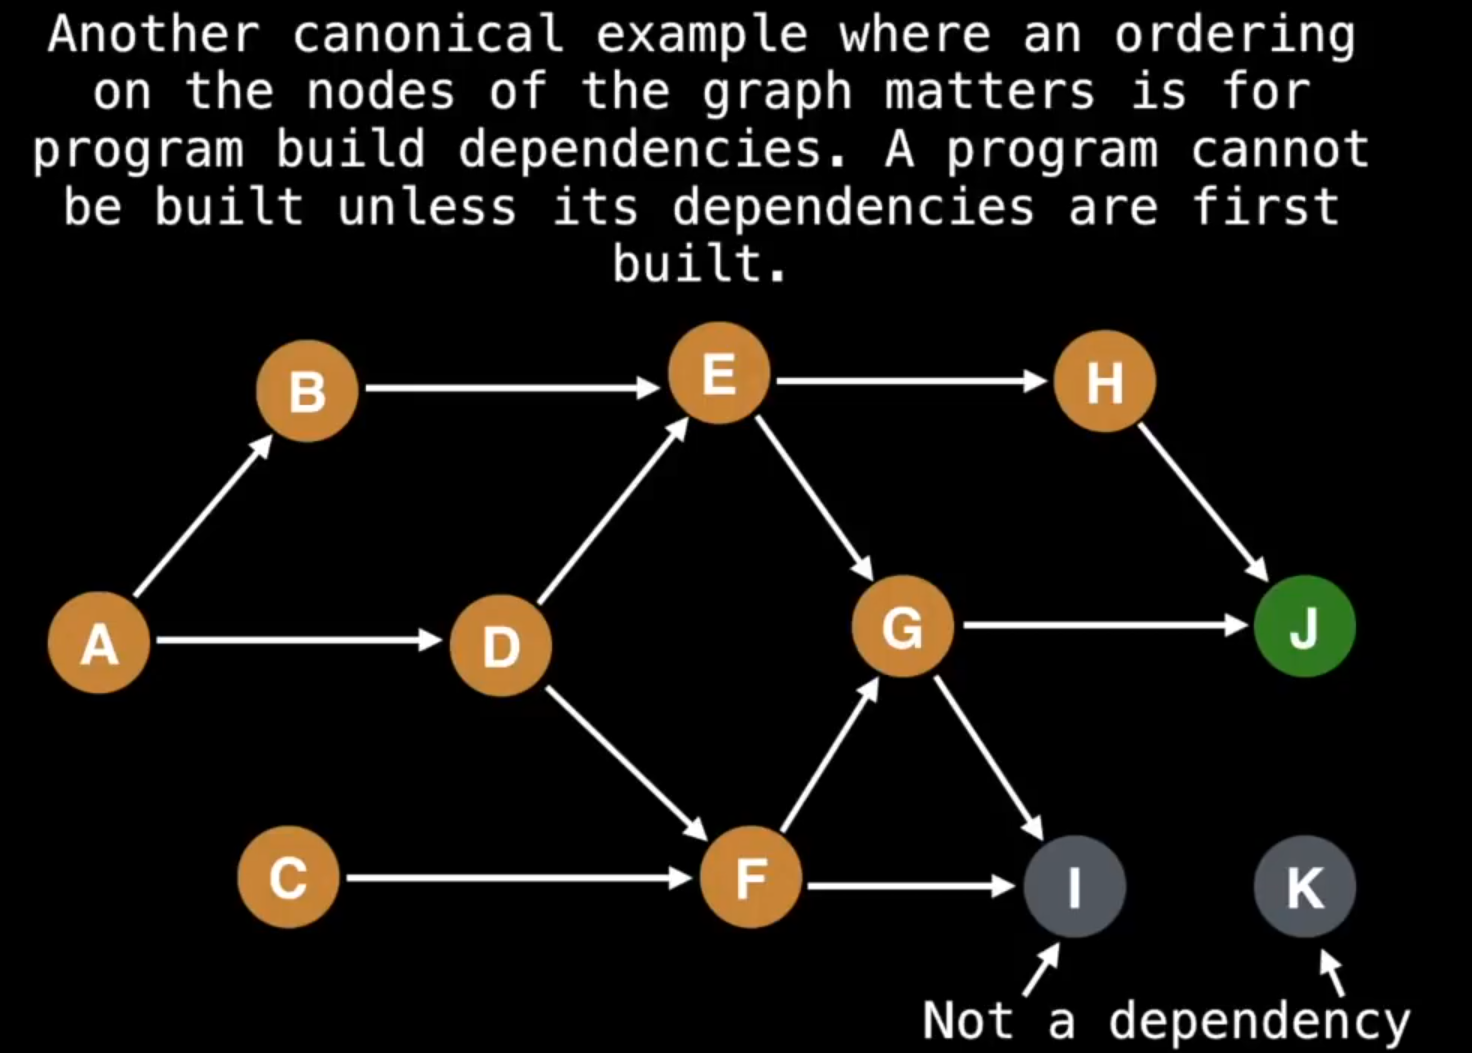 Another canonical example where an ordering
on the nodes of the graph matters is for
program build dependencies. A program cannot
be built unless its dependencies are first
built.
B
E
H
A
D
G
J
C
F
I
K
Not a dependency